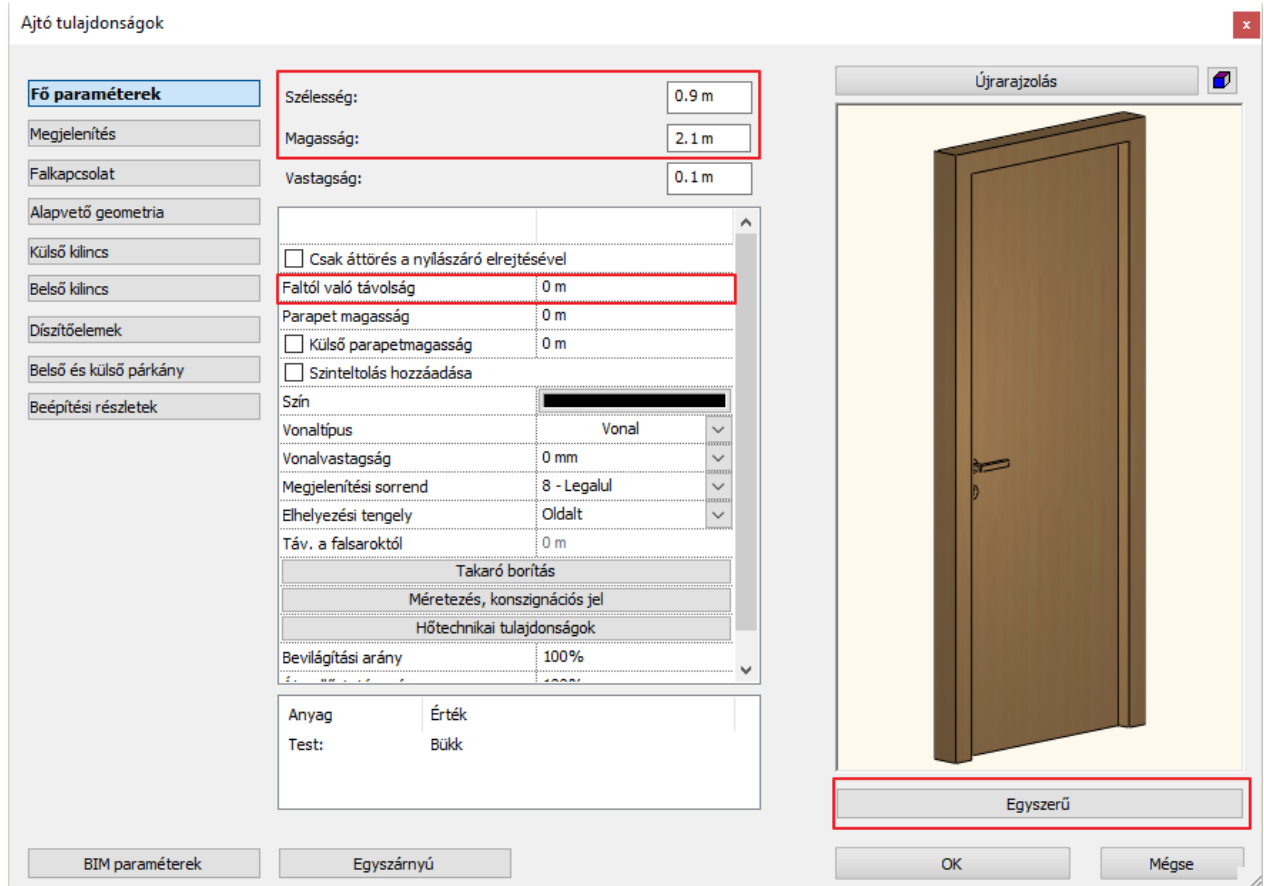 Ajtó tulajdonságok
x
Fő paraméterek
Megjelenítés
Falkapcsolat
Alapvető geometria
Külső kilincs
Belső kilincs
Díszítőelemek
Belső és külső párkány
Beépítési részletek
Szélesség: 0.9 m
Magasság: 2.1 m
Vastagság: 0.1 m
Csak áttörés a nyílászáró elrejtésével
Faltól való távolság 0 m
Parapet magasság 0 m
Külső parapetmagasság 0 m
Szinteltolás hozzáadása
Szín
Vonaltípus Vonal
Vonalvastagság 0 mm
Megjelenítési sorrend 8 - Legalul
Elhelyezési tengely Oldalt
Táv. a falsaroktól 0 m
Takaró borítás
Méretezés, konszignációs jel
Hőtechnikai tulajdonságok
Bevilágítási arány 100%
Anyag Érték
Test: Bükk
Újrarajzolás
Egyszerű
BIM paraméterek
Egyszárnyú
OK
Mégse